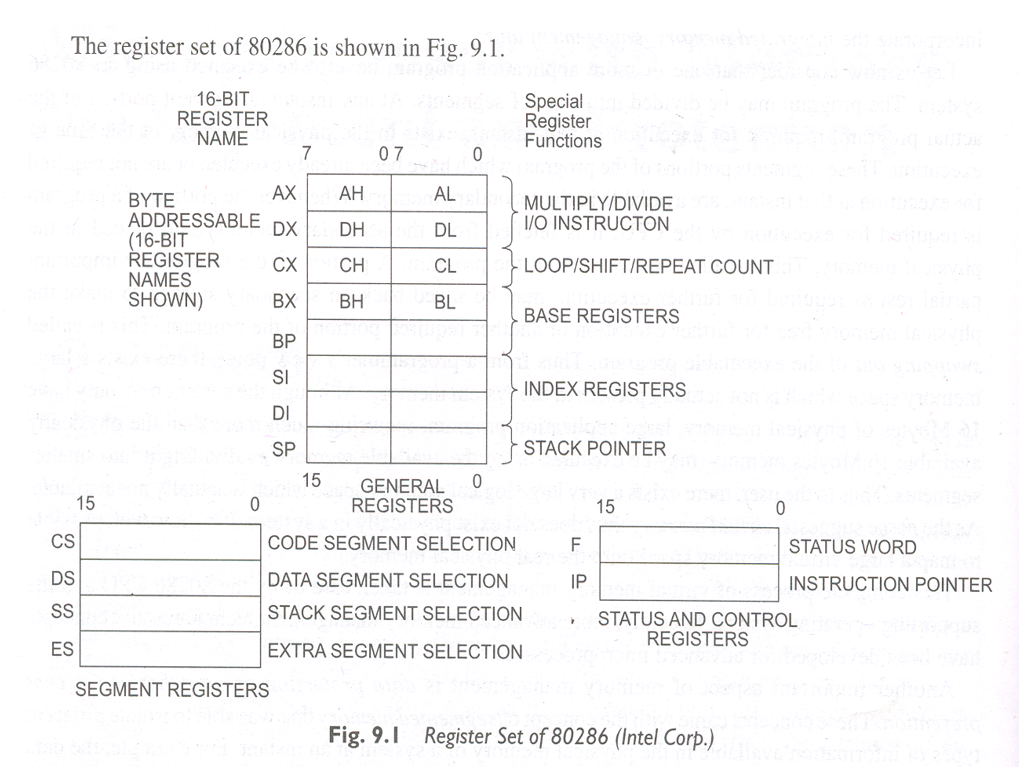 The register set of 80286 is shown in Fig. 9.1.
16-BIT
REGISTER
NAME
Special
Register
Functions
7 0 7 0
BYTE
ADDRESSABLE
(16-BIT
REGISTER
NAMES
SHOWN)
AX AH AL
DX DH DL
MULTIPLY/DIVIDE
I/O INSTRUCTON
CX CH CL
LOOP/SHIFT/REPEAT COUNT
BX BH BL
BP
BASE REGISTERS
SI
DI
INDEX REGISTERS
SP
STACK POINTER
15 0
GENERAL
REGISTERS
15 0
CS CODE SEGMENT SELECTION
DS DATA SEGMENT SELECTION
SS STACK SEGMENT SELECTION
ES EXTRA SEGMENT SELECTION
SEGMENT REGISTERS
15 0
F STATUS WORD
IP INSTRUCTION POINTER
STATUS AND CONTROL
REGISTERS
Fig. 9.1 Register Set of 80286 (Intel Corp.)